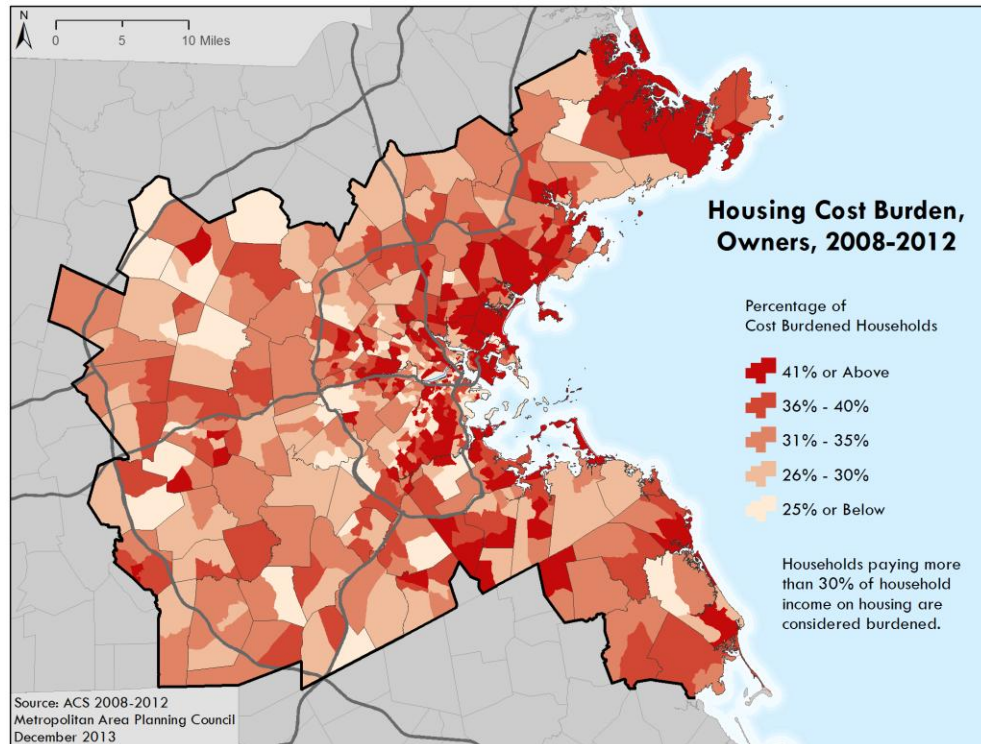 N
0 5 10 Miles
Housing Cost Burden,
Owners, 2008-2012
Percentage of
Cost Burdened Households
41% or Above
36% - 40%
31% - 35%
26% - 30%
25% or Below
Households paying more
than 30% of household
income on housing are
considered burdened.
Source: ACS 2008-2012
Metropolitan Area Planning Council
December 2013